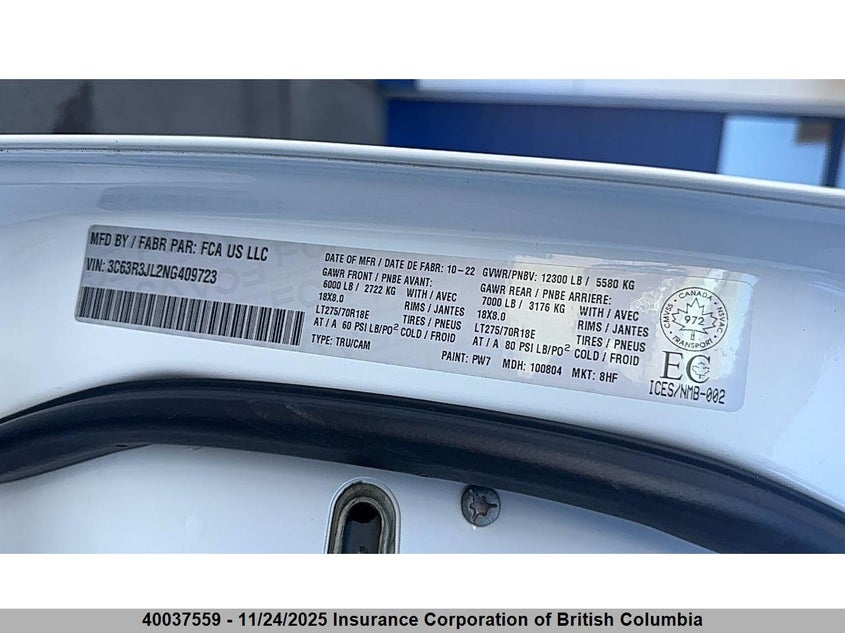 MFD BY / FABR PAR: FCA US LLC
VIN: 3C63R3JL2NG409723
DATE OF MFR / DATE DE FABR: 10-22
GAWR FRONT / PNBE AVANT:
6000 LB / 2722 KG WITH / AVEC
18X8.0 RIMS / JANTES
LT275/70R18E TIRES / PNEUS
AT / A 60 PSI LB/PO² COLD / FROID
TYPE: TRU/CAM
GVWR/PNBV: 12300 LB / 5580 KG
GAWR REAR / PNBE ARRIERE:
7000 LB / 3176 KG WITH / AVEC
18X8.0 RIMS / JANTES
LT275/70R18E TIRES / PNEUS
AT / A 80 PSI LB/PO² COLD / FROID
PAINT: PW7 MDH: 100804 MKT: 8HF
CANADA
CMVSS NSVAC
972
TRANSPORT
EC
ICES/NMB-002
40037559 - 11/24/2025 Insurance Corporation of British Columbia